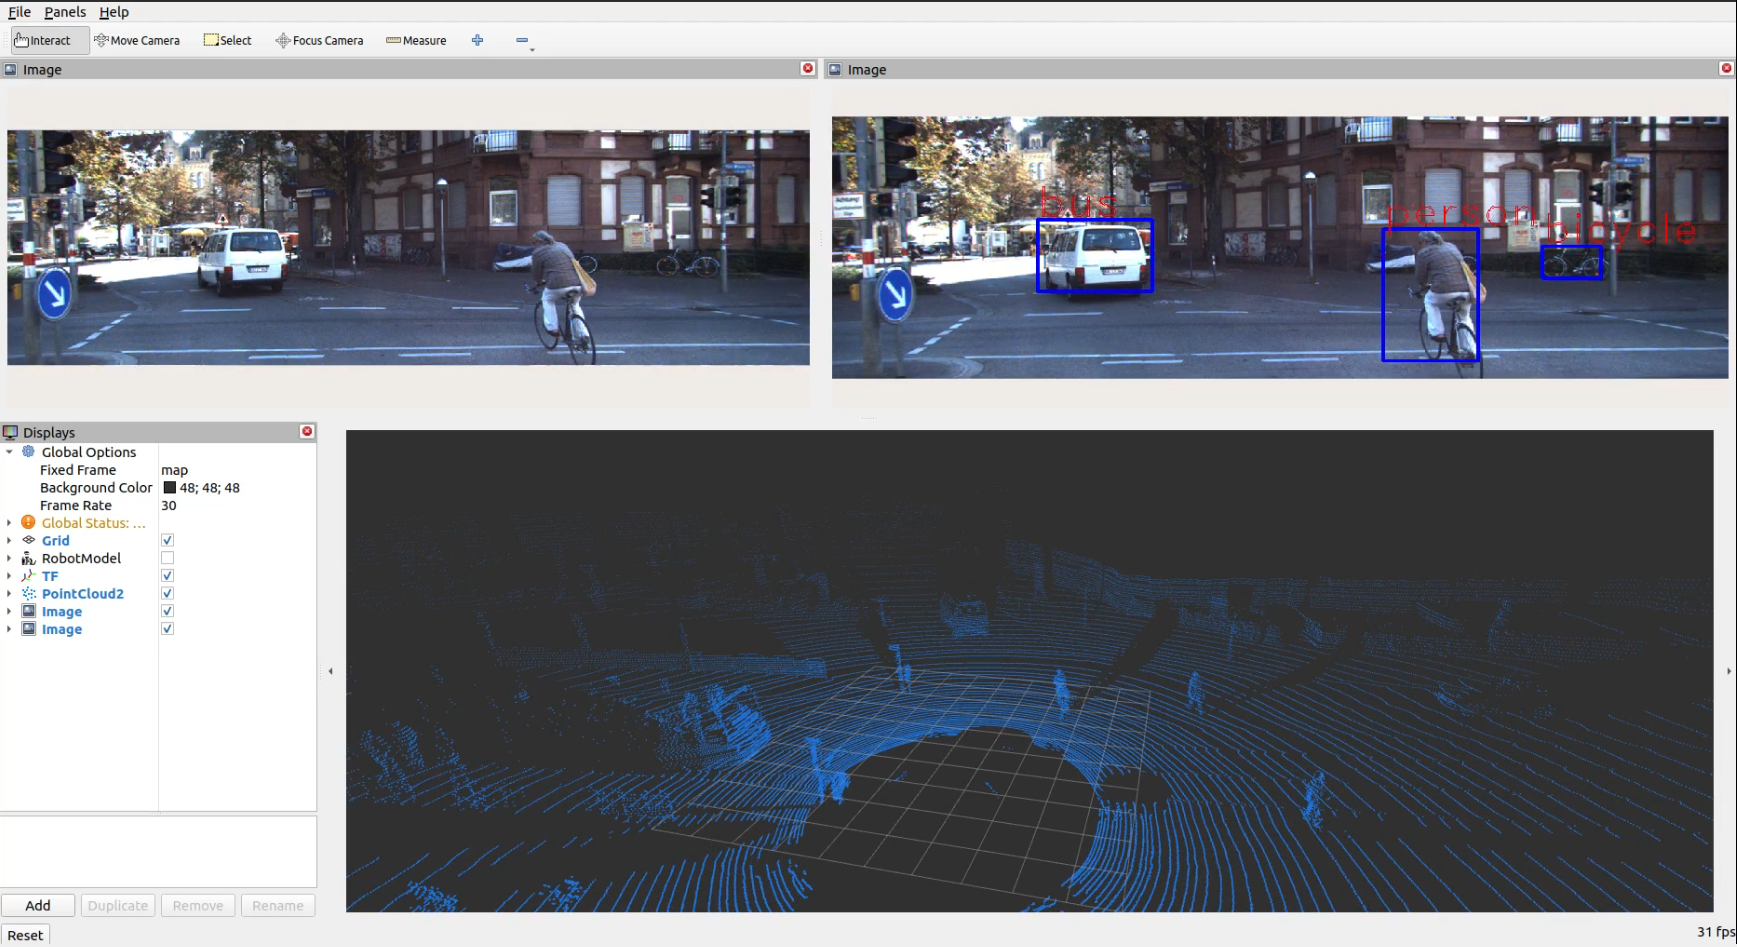 File Panels Help
Interact Move Camera Select Focus Camera Measure
Image
Image
bus
person
bicycle
Displays
Global Options
Fixed Frame map
Background Color 48; 48; 48
Frame Rate 30
Global Status: ...
Grid
RobotModel
TF
PointCloud2
Image
Image
Add Duplicate Remove Rename
Reset
31 fps